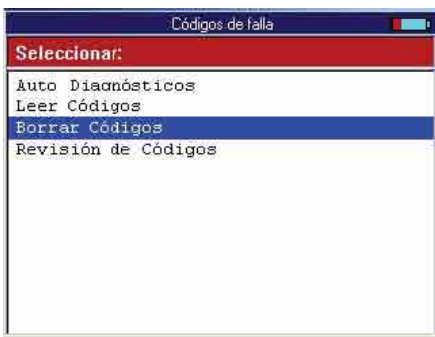 Códigos de falla
Seleccionar:
Auto Diagnósticos
Leer Códigos
Borrar Códigos
Revisión de Códigos